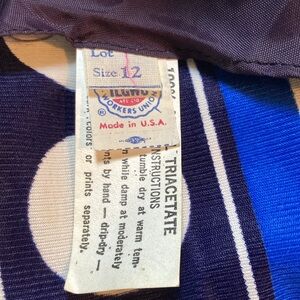 Lot
Size 12
ILGWU
AFL CIO
WORKERS UNION
®
Made in U.S.A.
100%
TRIACETATE
INSTRUCTIONS
tumble dry at warm tem-
while damp at moderately
by hand — drip-dry —
colors or prints separately.